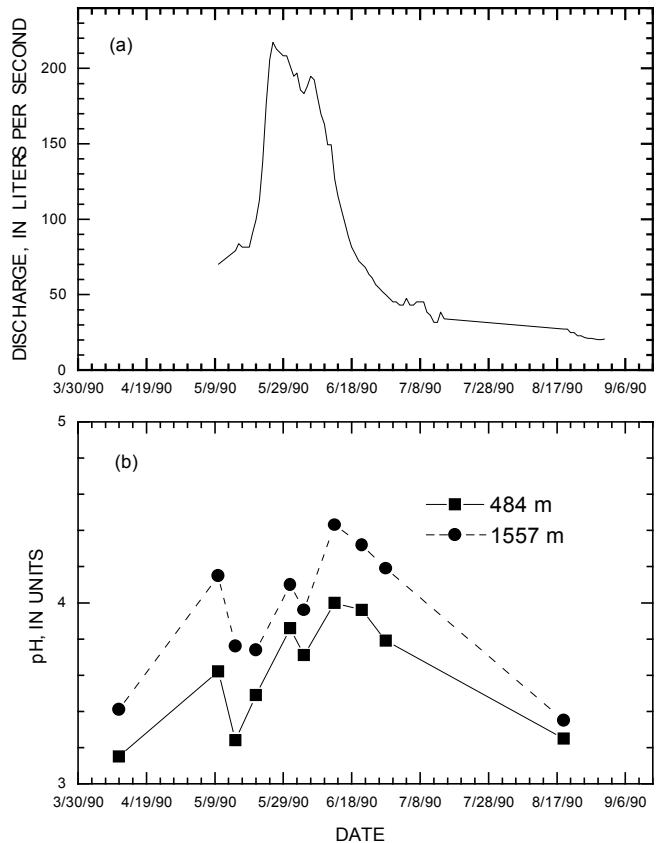 (a)
DISCHARGE, IN LITERS PER SECOND
200
150
100
50
0
3/30/90 4/19/90 5/9/90 5/29/90 6/18/90 7/8/90 7/28/90 8/17/90 9/6/90
5
(b)
484 m
1557 m
pH, IN UNITS
4
3
3/30/90 4/19/90 5/9/90 5/29/90 6/18/90 7/8/90 7/28/90 8/17/90 9/6/90
DATE